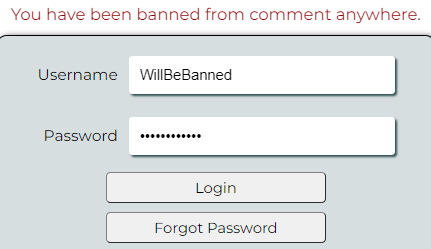 You have been banned from comment anywhere.
Username WillBeBanned
Password ••••••••••••
Login
Forgot Password